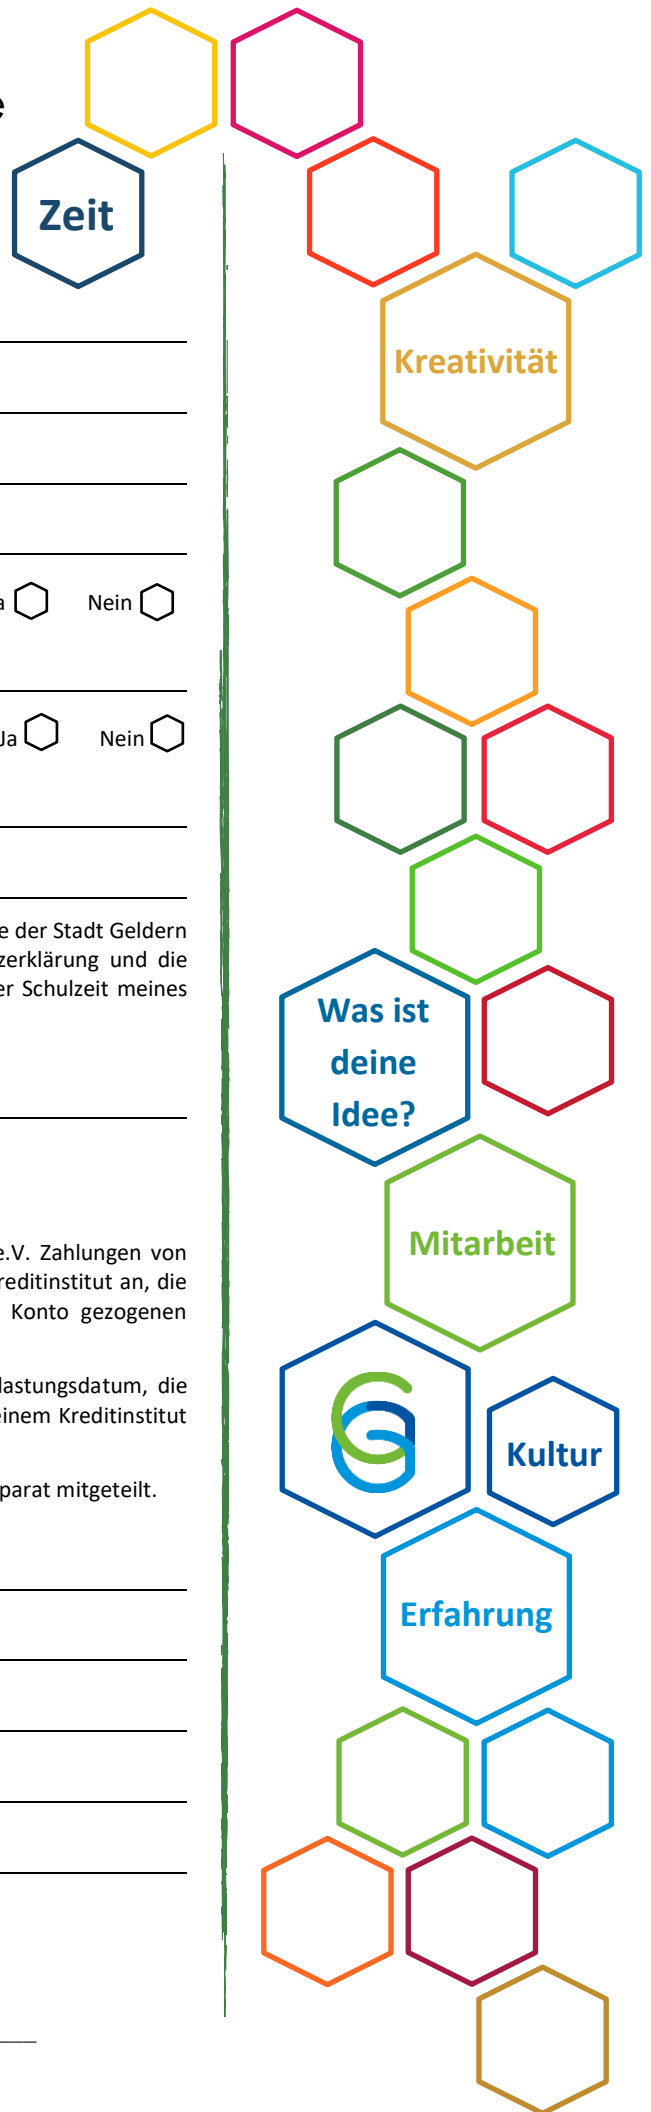 e
Zeit
Kreativität
a Nein
Ja Nein
e der Stadt Geldern
zerklärung und die
er Schulzeit meines
Was ist
deine
Idee?
e.V. Zahlungen von
reditinstitut an, die
Konto gezogenen
Mitarbeit
lastungsdatum, die
einem Kreditinstitut
parat mitgeteilt.
Kultur
Erfahrung